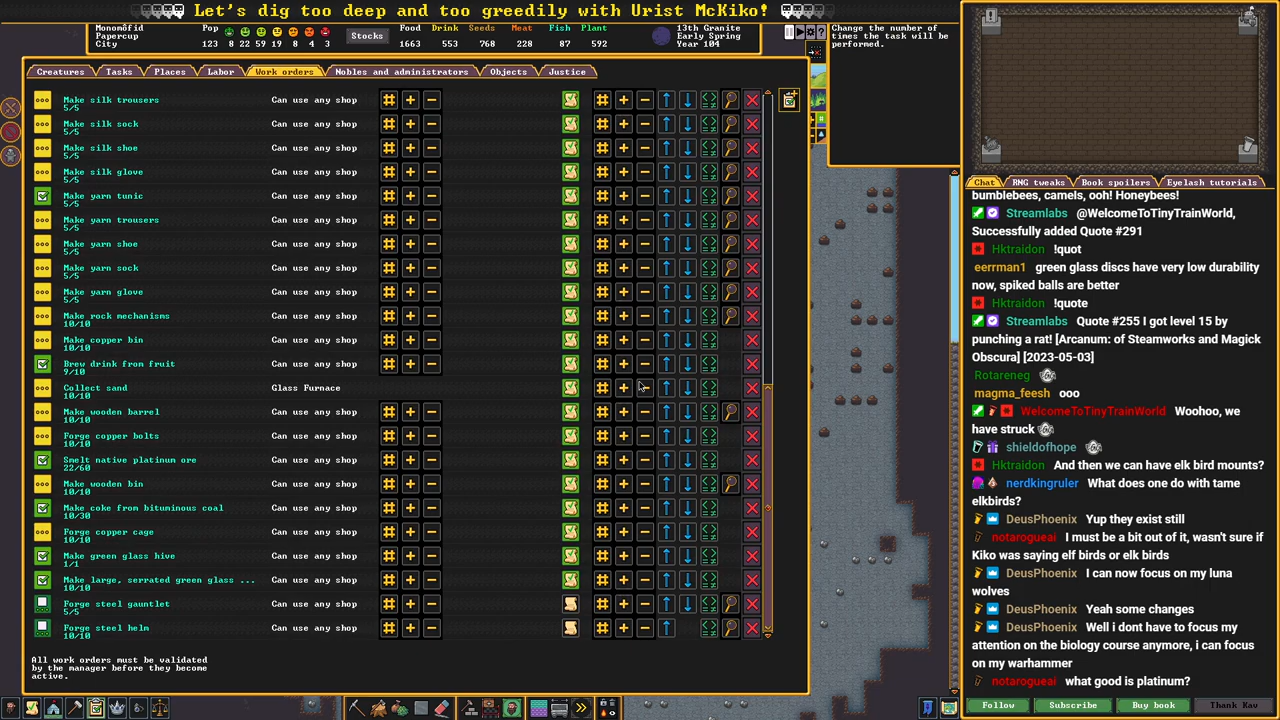 Let's dig too deep and too greedily with Urist McKiko!
Monomôfid
Papercup
City
Pop
123 8 22 59 19 8 4 3
Stocks
Food Drink Seeds Meat Fish Plant
1663 553 768 228 87 592
13th Granite
Early Spring
Year 104
Change the number of
times the task will be
performed.
Creatures Tasks Places Labor Work orders Nobles and administrators Objects Justice
Make silk trousers Can use any shop
5/5
Make silk sock Can use any shop
5/5
Make silk shoe Can use any shop
5/5
Make silk glove Can use any shop
5/5
Make yarn tunic Can use any shop
5/5
Make yarn trousers Can use any shop
5/5
Make yarn shoe Can use any shop
5/5
Make yarn sock Can use any shop
5/5
Make yarn glove Can use any shop
5/5
Make rock mechanisms Can use any shop
10/10
Make copper bin Can use any shop
10/10
Brew drink from fruit Can use any shop
9/10
Collect sand Glass Furnace
10/10
Make wooden barrel Can use any shop
10/10
Forge copper bolts Can use any shop
10/10
Smelt native platinum ore Can use any shop
22/60
Make wooden bin Can use any shop
10/10
Make coke from bituminous coal Can use any shop
10/30
Forge copper cage Can use any shop
10/10
Make green glass hive Can use any shop
1/1
Make large, serrated green glass ... Can use any shop
10/10
Forge steel gauntlet Can use any shop
5/5
Forge steel helm Can use any shop
10/10
All work orders must be validated
by the manager before they become
active.
Chat RNG tweaks Book spoilers Eyelash tutorials
bumblebees, camels, ooh! Honeybees!
Streamlabs @WelcomeToTinyTrainWorld,
Successfully added Quote #291
Hktraidon !quot
eerrman1 green glass discs have very low durability
now, spiked balls are better
Hktraidon !quote
Streamlabs Quote #255 I got level 15 by
punching a rat! [Arcanum: of Steamworks and Magick
Obscura] [2023-05-03]
Rotareneg
magma_feesh ooo
WelcomeToTinyTrainWorld Woohoo, we
have struck
shieldofhope
Hktraidon And then we can have elk bird mounts?
nerdkingruler What does one do with tame
elkbirds?
DeusPhoenix Yup they exist still
notarogueai I must be a bit out of it, wasn't sure if
Kiko was saying elf birds or elk birds
DeusPhoenix I can now focus on my luna
wolves
DeusPhoenix Yeah some changes
DeusPhoenix Well i dont have to focus my
attention on the biology course anymore, i can focus
on my warhammer
notarogueai what good is platinum?
Follow Subscribe Buy book Thank Kav